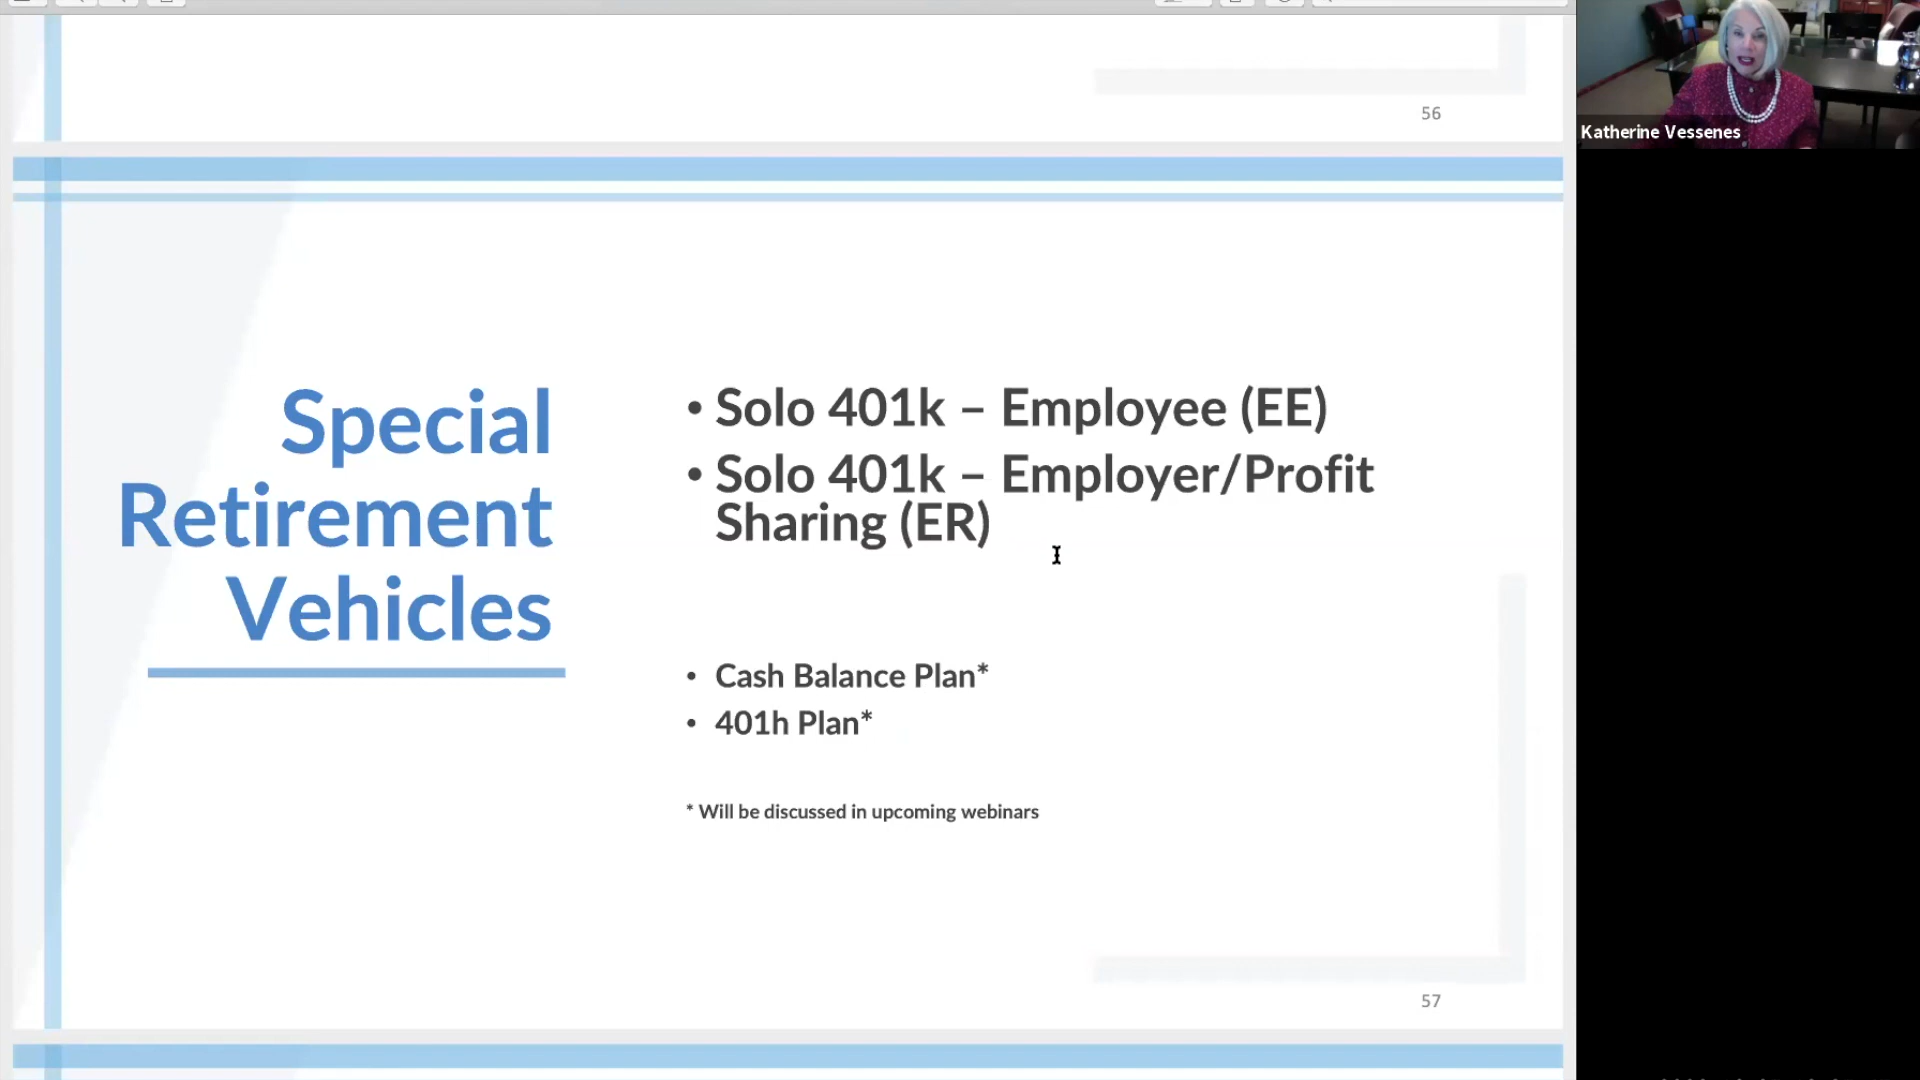 56
Katherine Vessenes
Special
Retirement
Vehicles
• Solo 401k – Employee (EE)
• Solo 401k – Employer/Profit
Sharing (ER)
• Cash Balance Plan*
• 401h Plan*
* Will be discussed in upcoming webinars
57